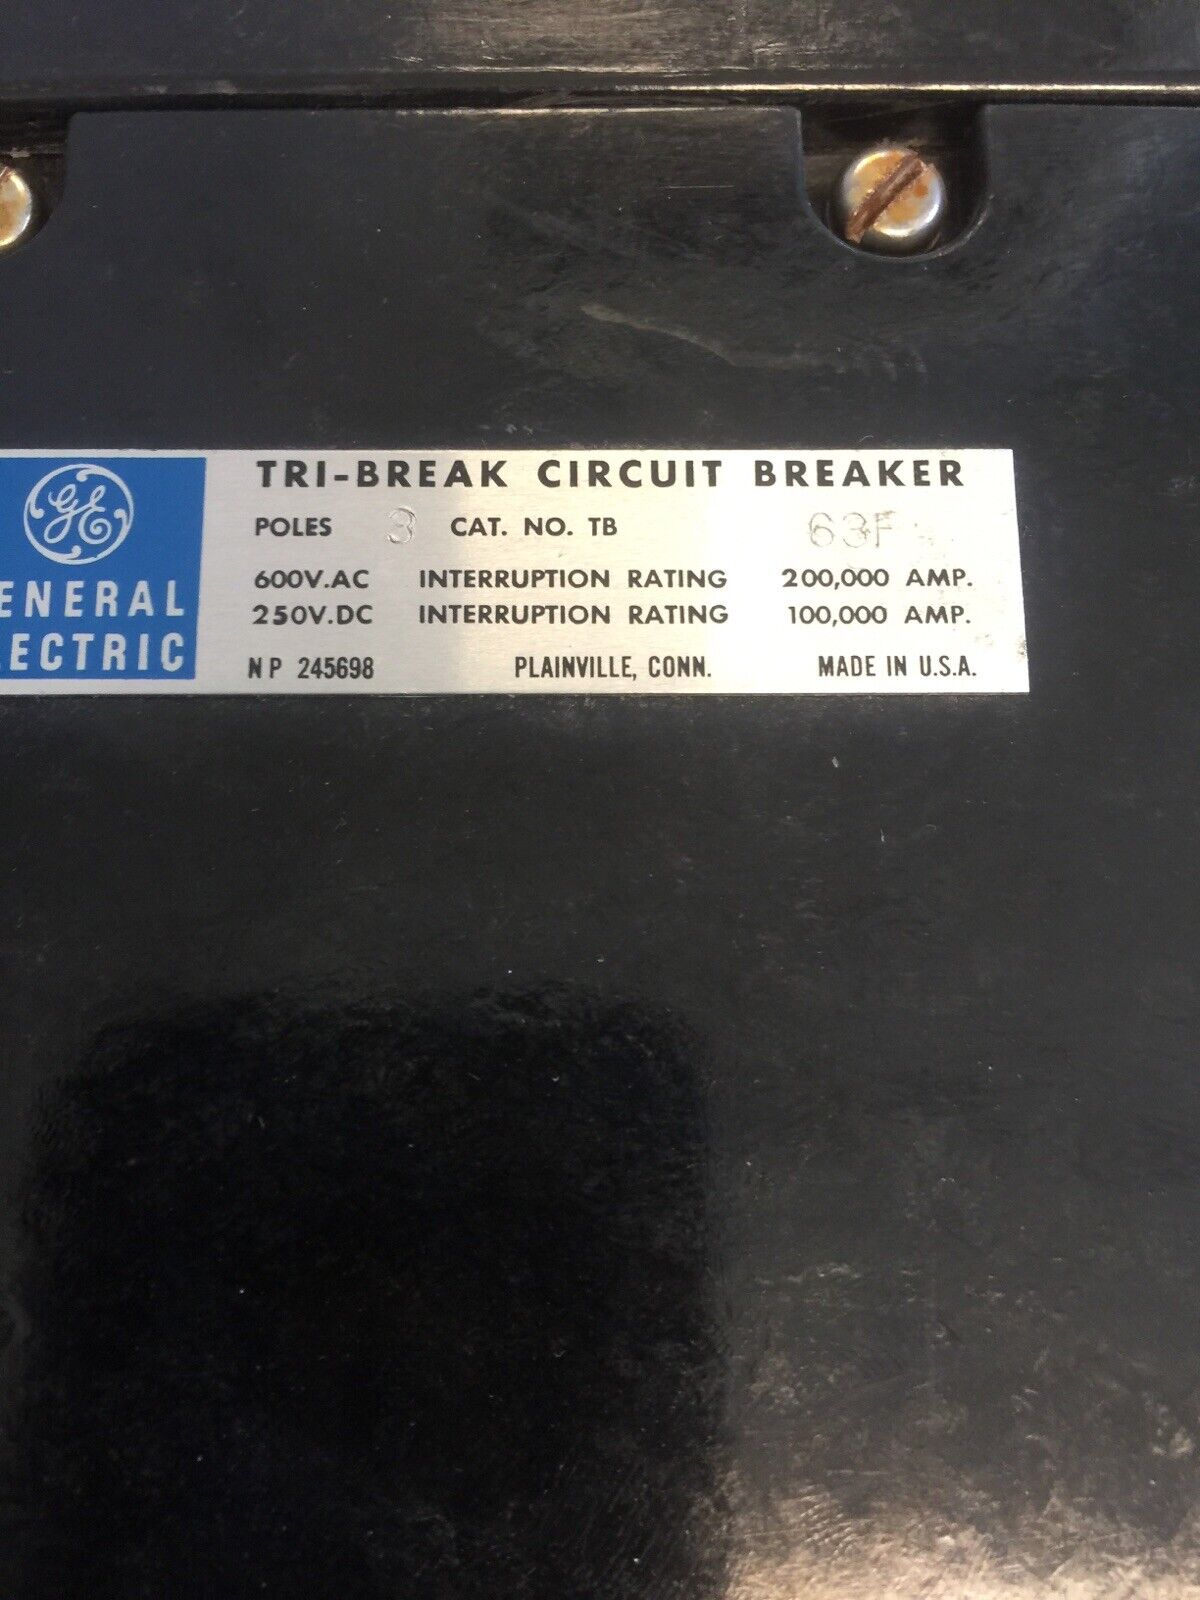 GE
ENERAL
ECTRIC
TRI-BREAK CIRCUIT BREAKER
POLES 3 CAT. NO. TB 63F
600V.AC INTERRUPTION RATING 200,000 AMP.
250V.DC INTERRUPTION RATING 100,000 AMP.
NP 245698 PLAINVILLE, CONN. MADE IN U.S.A.